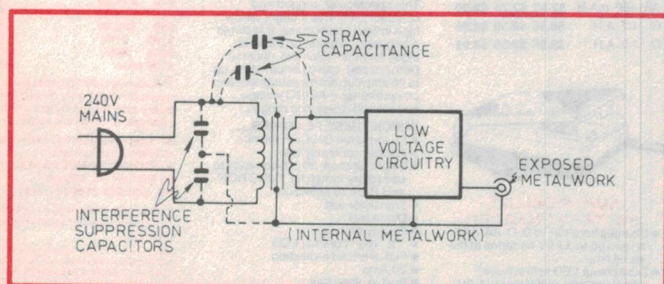 STRAY
CAPACITANCE
240V
MAINS
LOW
VOLTAGE
CIRCUITRY
EXPOSED
METALWORK
INTERFERENCE
SUPPRESSION
CAPACITORS
(INTERNAL METALWORK)